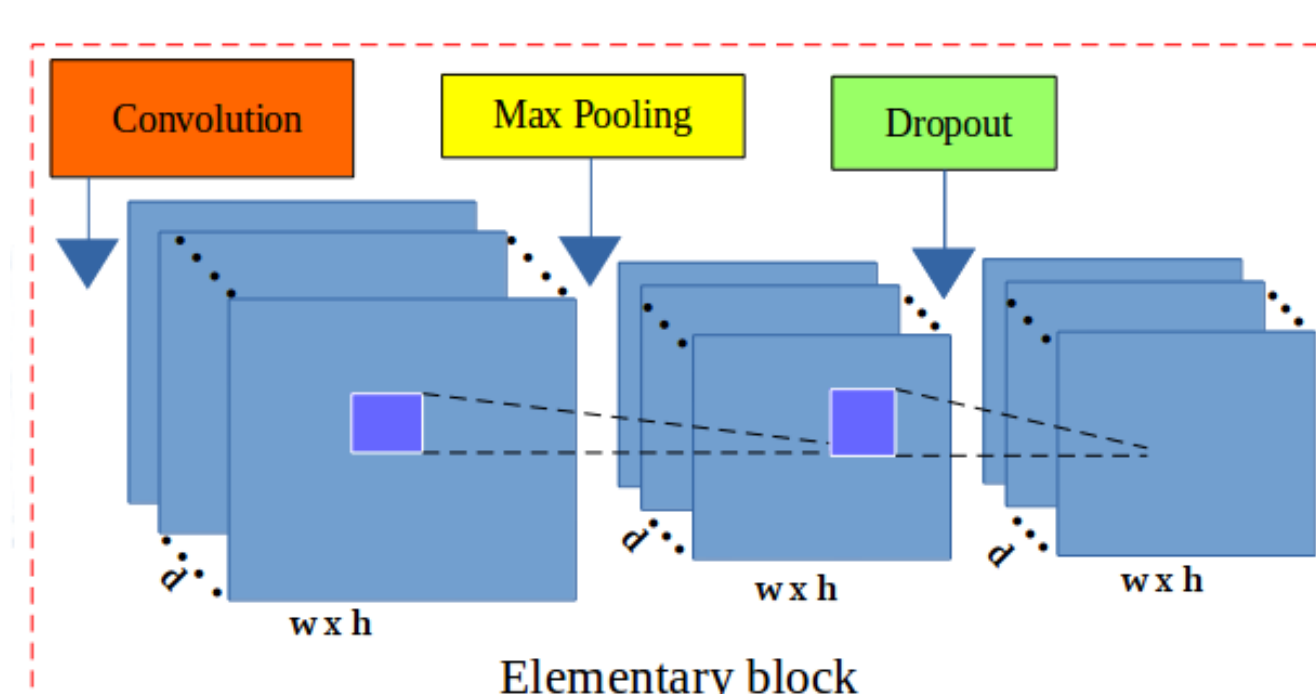 Convolution
Max Pooling
Dropout
d
w x h
d
w x h
d
w x h
Elementary block